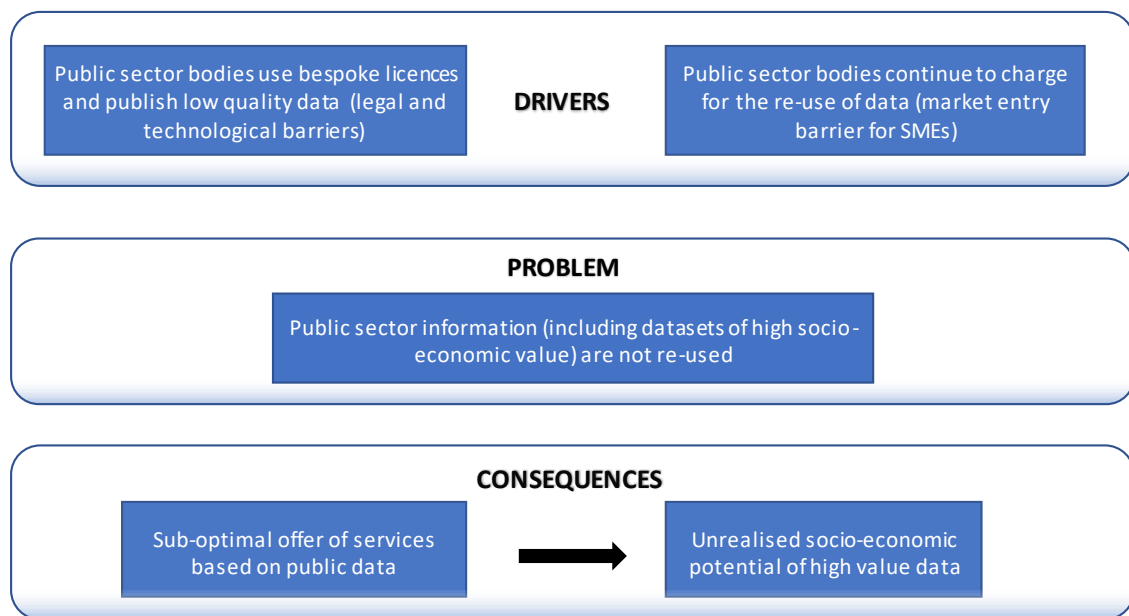 Public sector bodies use bespoke licences
and publish low quality data (legal and
technological barriers)
DRIVERS
Public sector bodies continue to charge
for the re-use of data (market entry
barrier for SMEs)
PROBLEM
Public sector information (including datasets of high socio-
economic value) are not re-used
CONSEQUENCES
Sub-optimal offer of services
based on public data
Unrealised socio-economic
potential of high value data